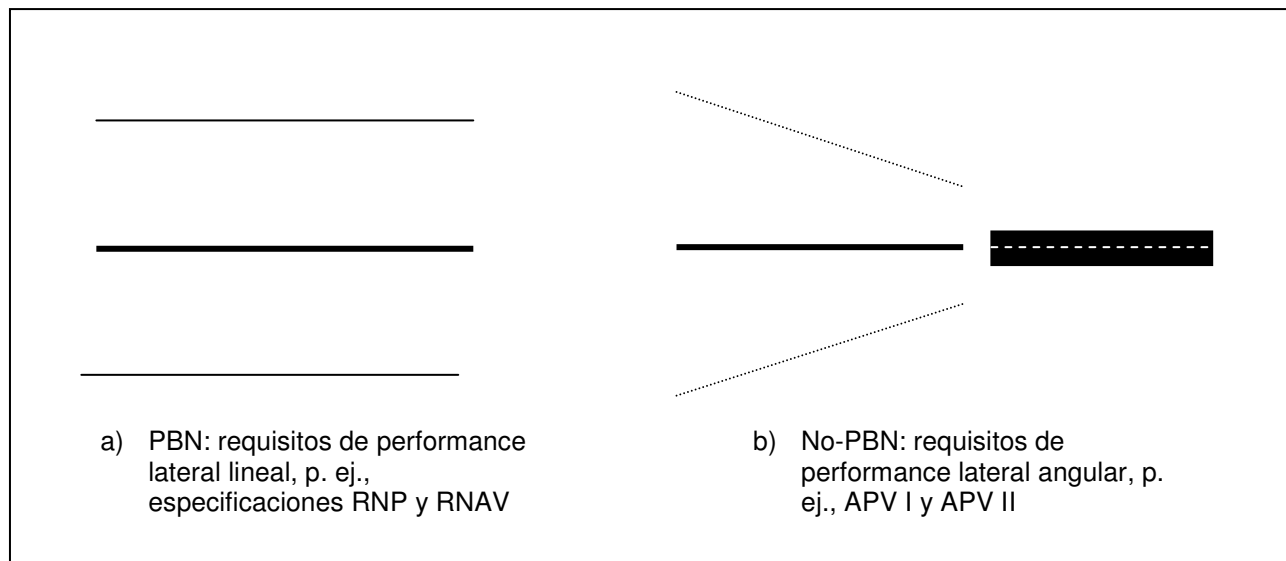 a) PBN: requisitos de performance
lateral lineal, p. ej.,
especificaciones RNP y RNAV
b) No-PBN: requisitos de
performance lateral angular, p.
ej., APV I y APV II